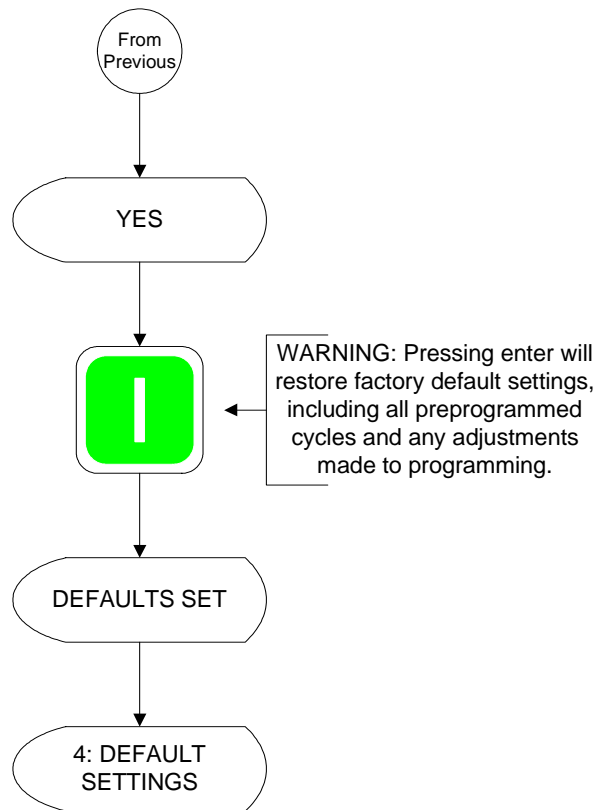 From
Previous
YES
I
WARNING: Pressing enter will
restore factory default settings,
including all preprogrammed
cycles and any adjustments
made to programming.
DEFAULTS SET
4: DEFAULT
SETTINGS